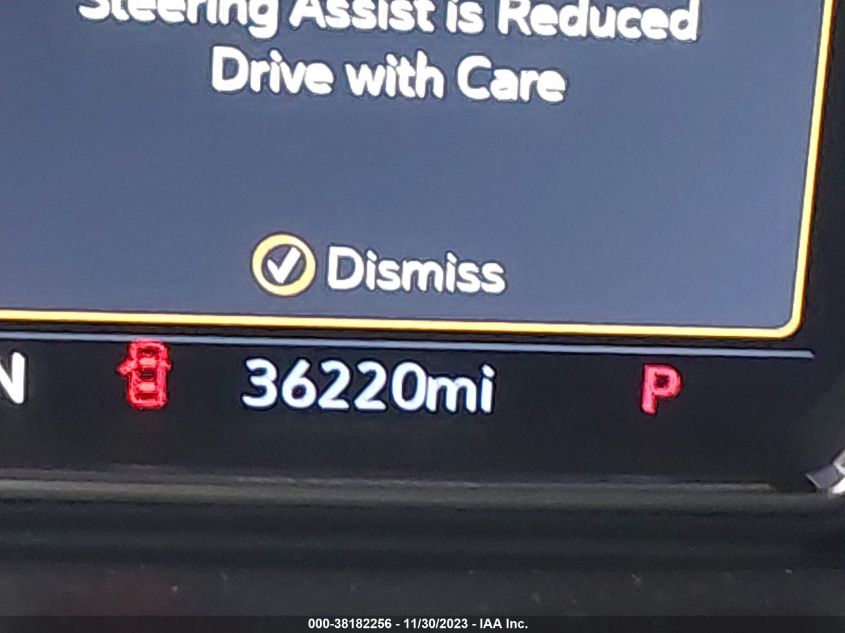 Steering Assist is Reduced
Drive with Care
Dismiss
N 36220mi P
000-38182256 - 11/30/2023 - IAA Inc.